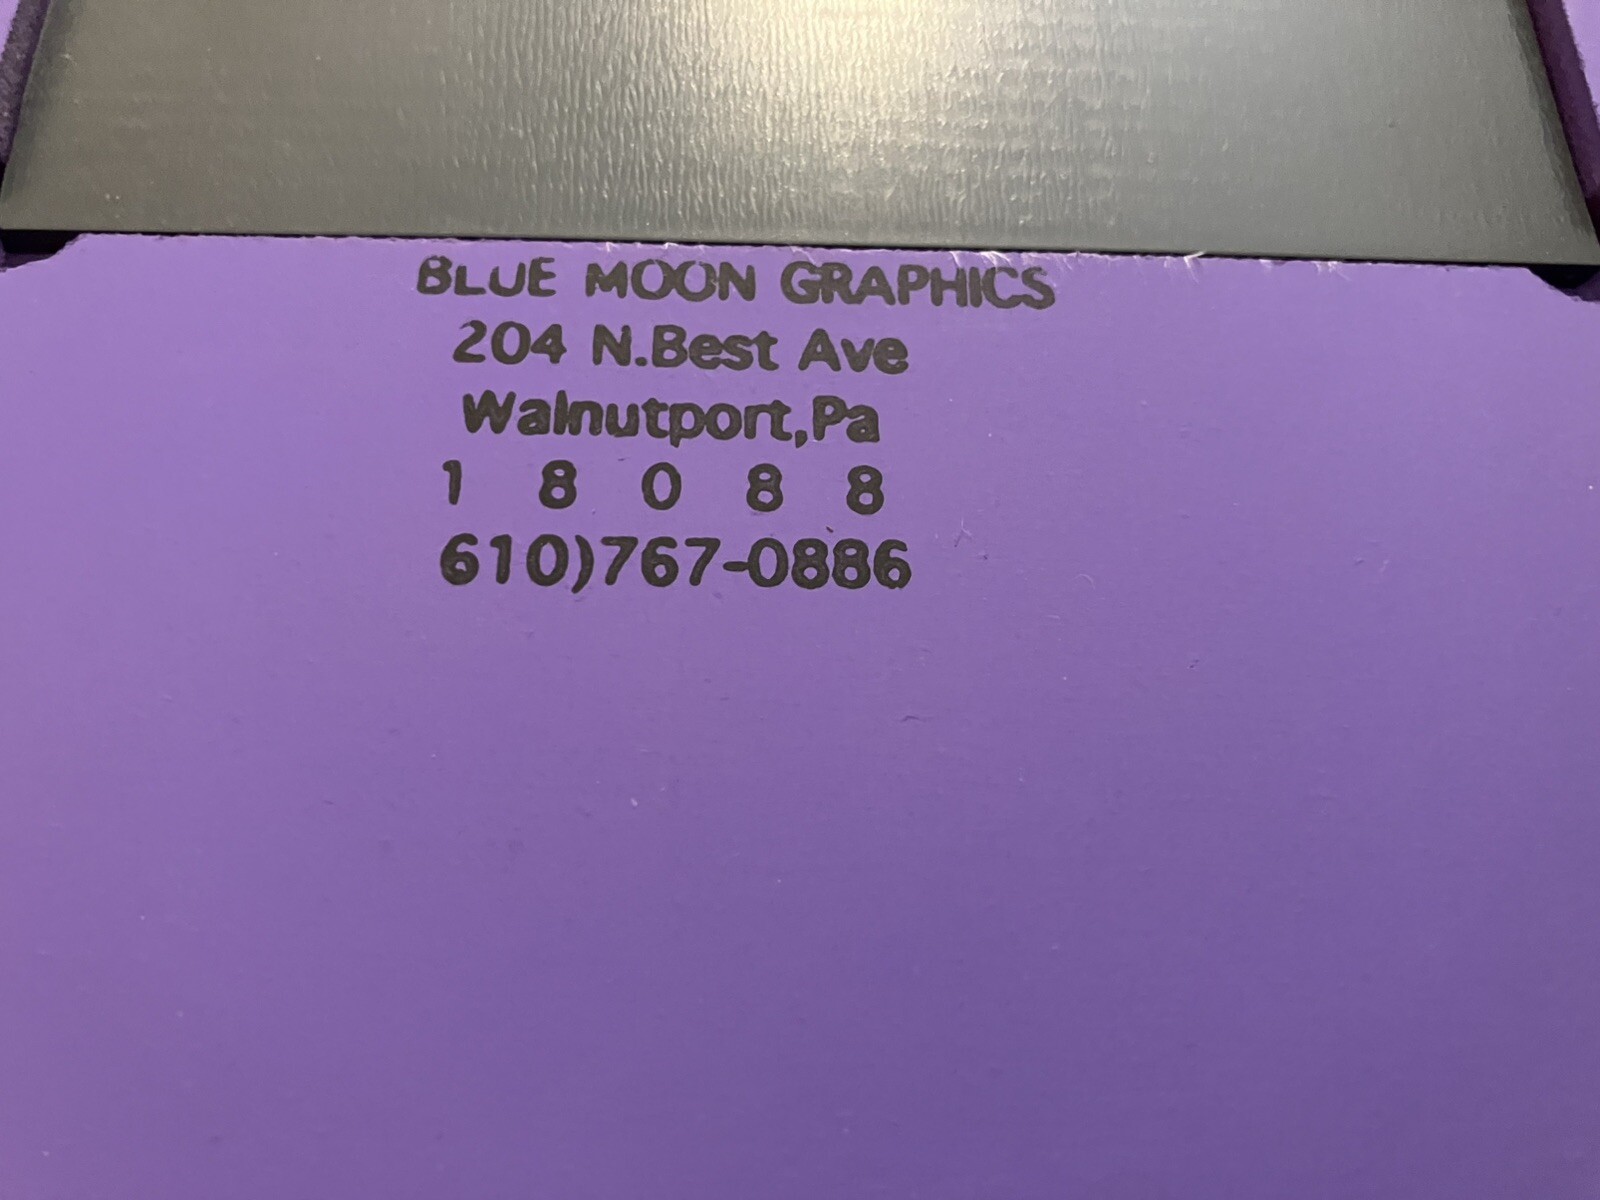 BLUE MOON GRAPHICS
204 N.Best Ave
Walnutport,Pa
1 8 0 8 8
610)767-0886